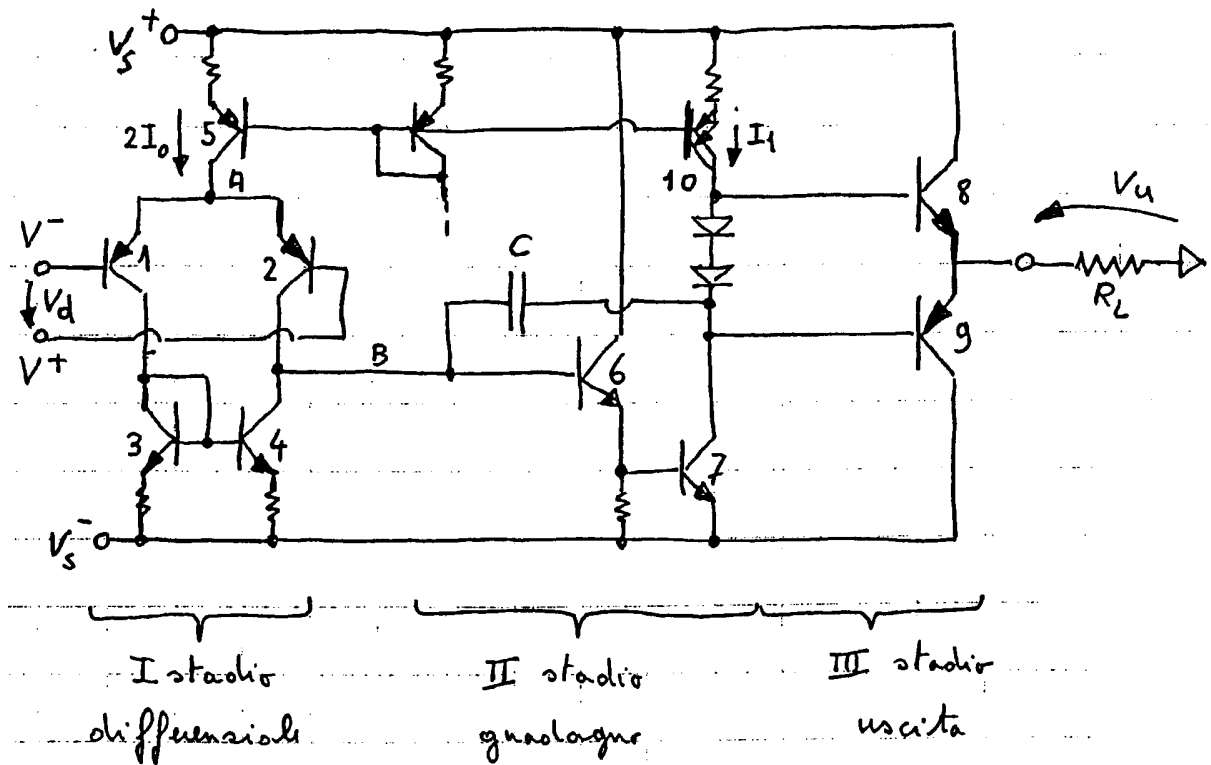 Vs+
2I0
5
A
10
I1
8
Vu
V-
1
2
C
Vd
V+
B
6
RL
9
3
4
7
Vs-
I stadio
differenziale
II stadio
guadagno
III stadio
uscita